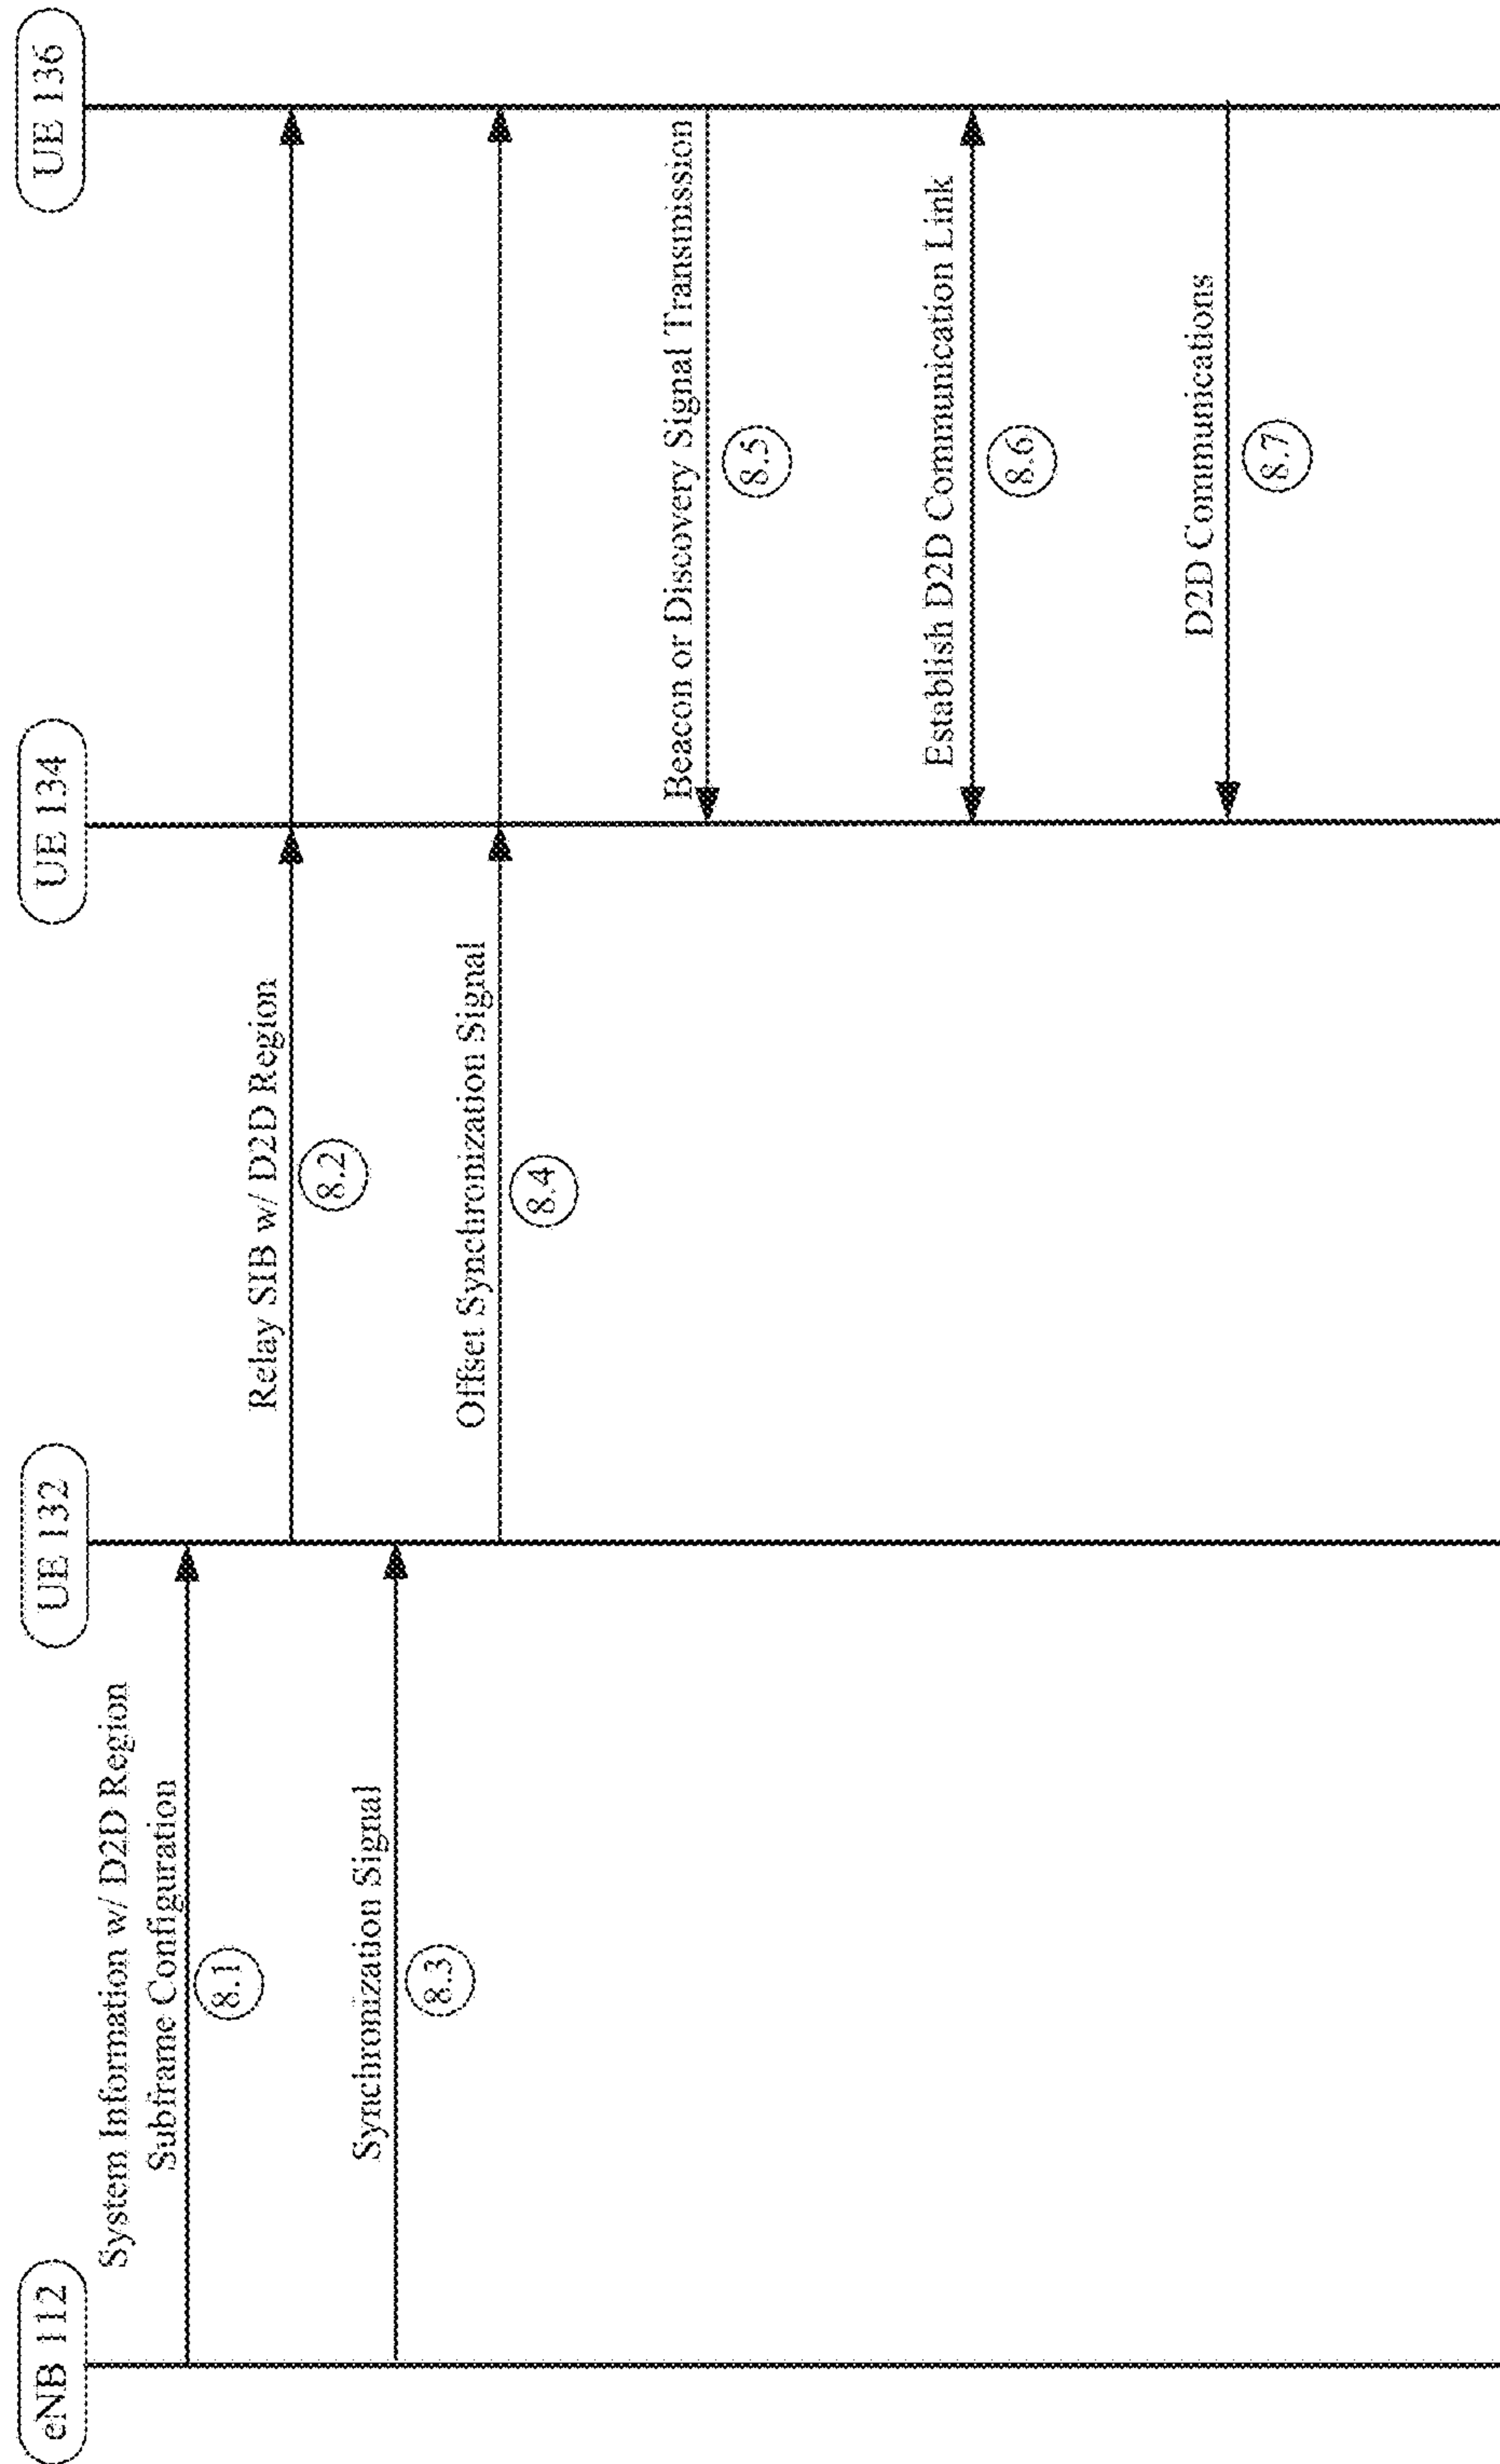 eNB 112
UE 132
UE 134
UE 136
System Information w/ D2D Region
Subframe Configuration
8.1
Relay SIB w/ D2D Region
8.2
Synchronization Signal
8.3
Offset Synchronization Signal
8.4
Beacon or Discovery Signal Transmission
8.5
Establish D2D Communication Link
8.6
D2D Communications
8.7